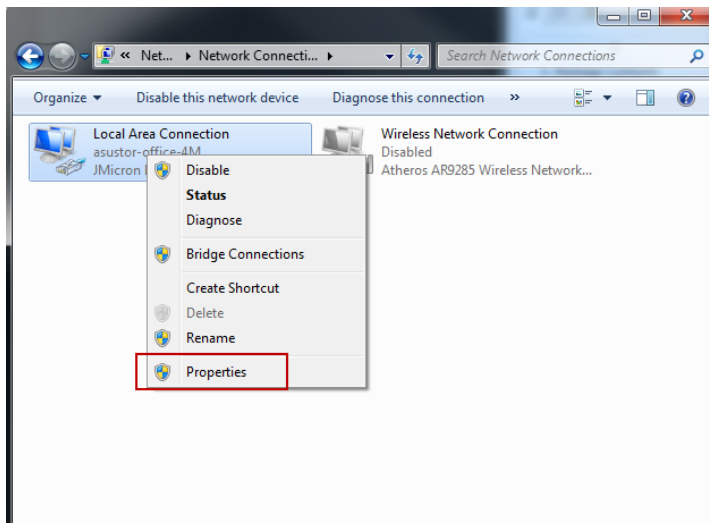 « Net... Network Connecti...
Search Network Connections
Organize Disable this network device Diagnose this connection »
Local Area Connection
asustor-office-4M
JMicron
Wireless Network Connection
Disabled
Atheros AR9285 Wireless Network...
Disable
Status
Diagnose
Bridge Connections
Create Shortcut
Delete
Rename
Properties